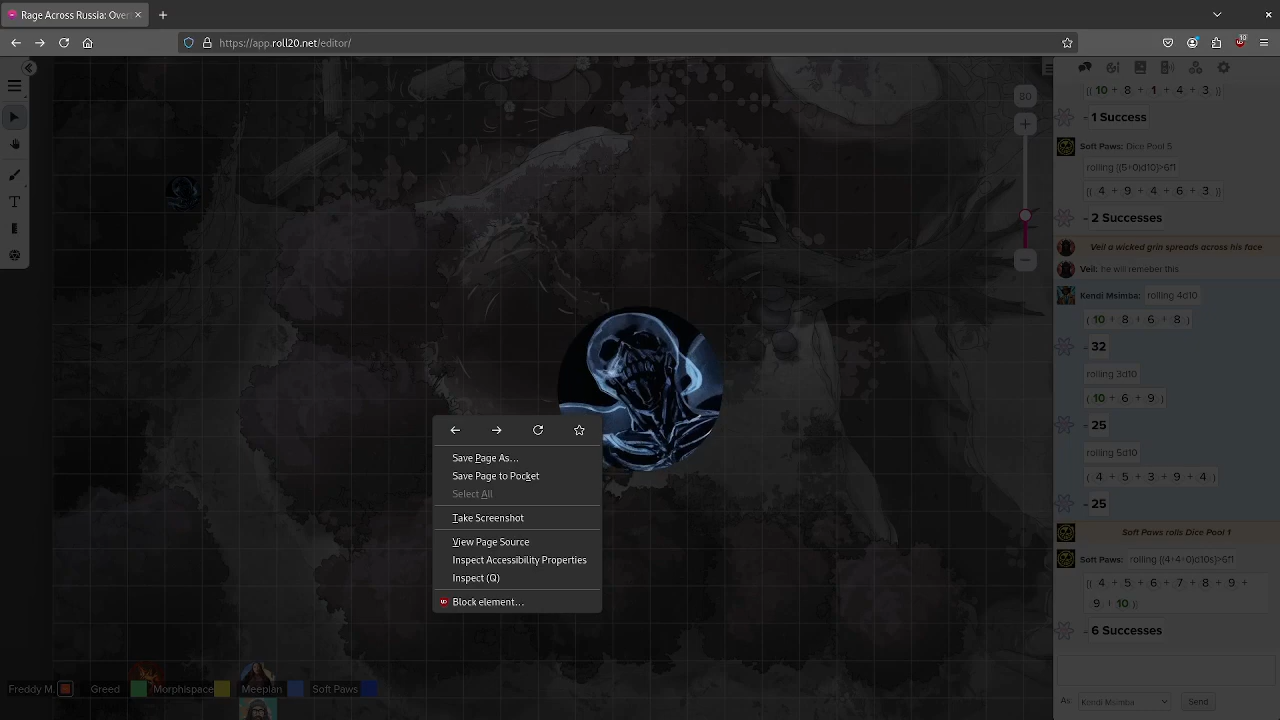 Rage Across Russia: Over
https://app.roll20.net/editor/
10
80
{( 10 + 8 + 1 + 4 + 3 )}
= 1 Success
Soft Paws: Dice Pool 5
rolling {(5+0)d10}>6f1
{( 4 + 9 + 4 + 6 + 3 )}
= 2 Successes
Veil a wicked grin spreads across his face
Veil: he will remeber this
Kendi Msimba: rolling 4d10
( 10 + 8 + 6 + 8 )
= 32
rolling 3d10
( 10 + 6 + 9 )
= 25
rolling 5d10
( 4 + 5 + 3 + 9 + 4 )
= 25
Soft Paws rolls Dice Pool 1
Soft Paws: rolling {(4+4+0)d10s}>6f1
{( 4 + 5 + 6 + 7 + 8 + 9 +
9 + 10 )}
= 6 Successes
As
Kendi Msimba
Send
Save Page As…
Save Page to Pocket
Select All
Take Screenshot
View Page Source
Inspect Accessibility Properties
Inspect (Q)
Block element…
Freddy M.
Greed
Morphispace
Meepian
Soft Paws